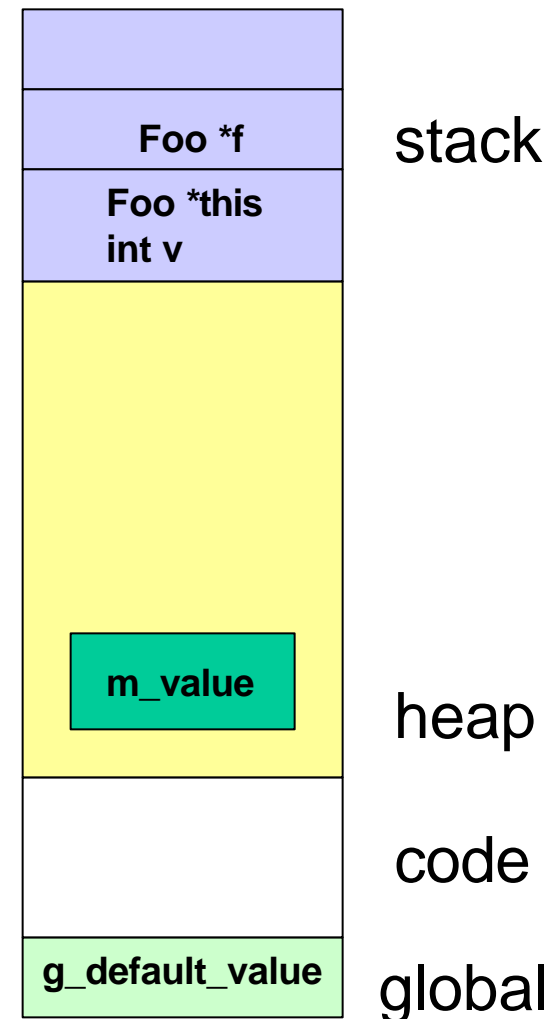 Foo *f
stack
Foo *this
int v
m_value
heap
code
g_default_value
global